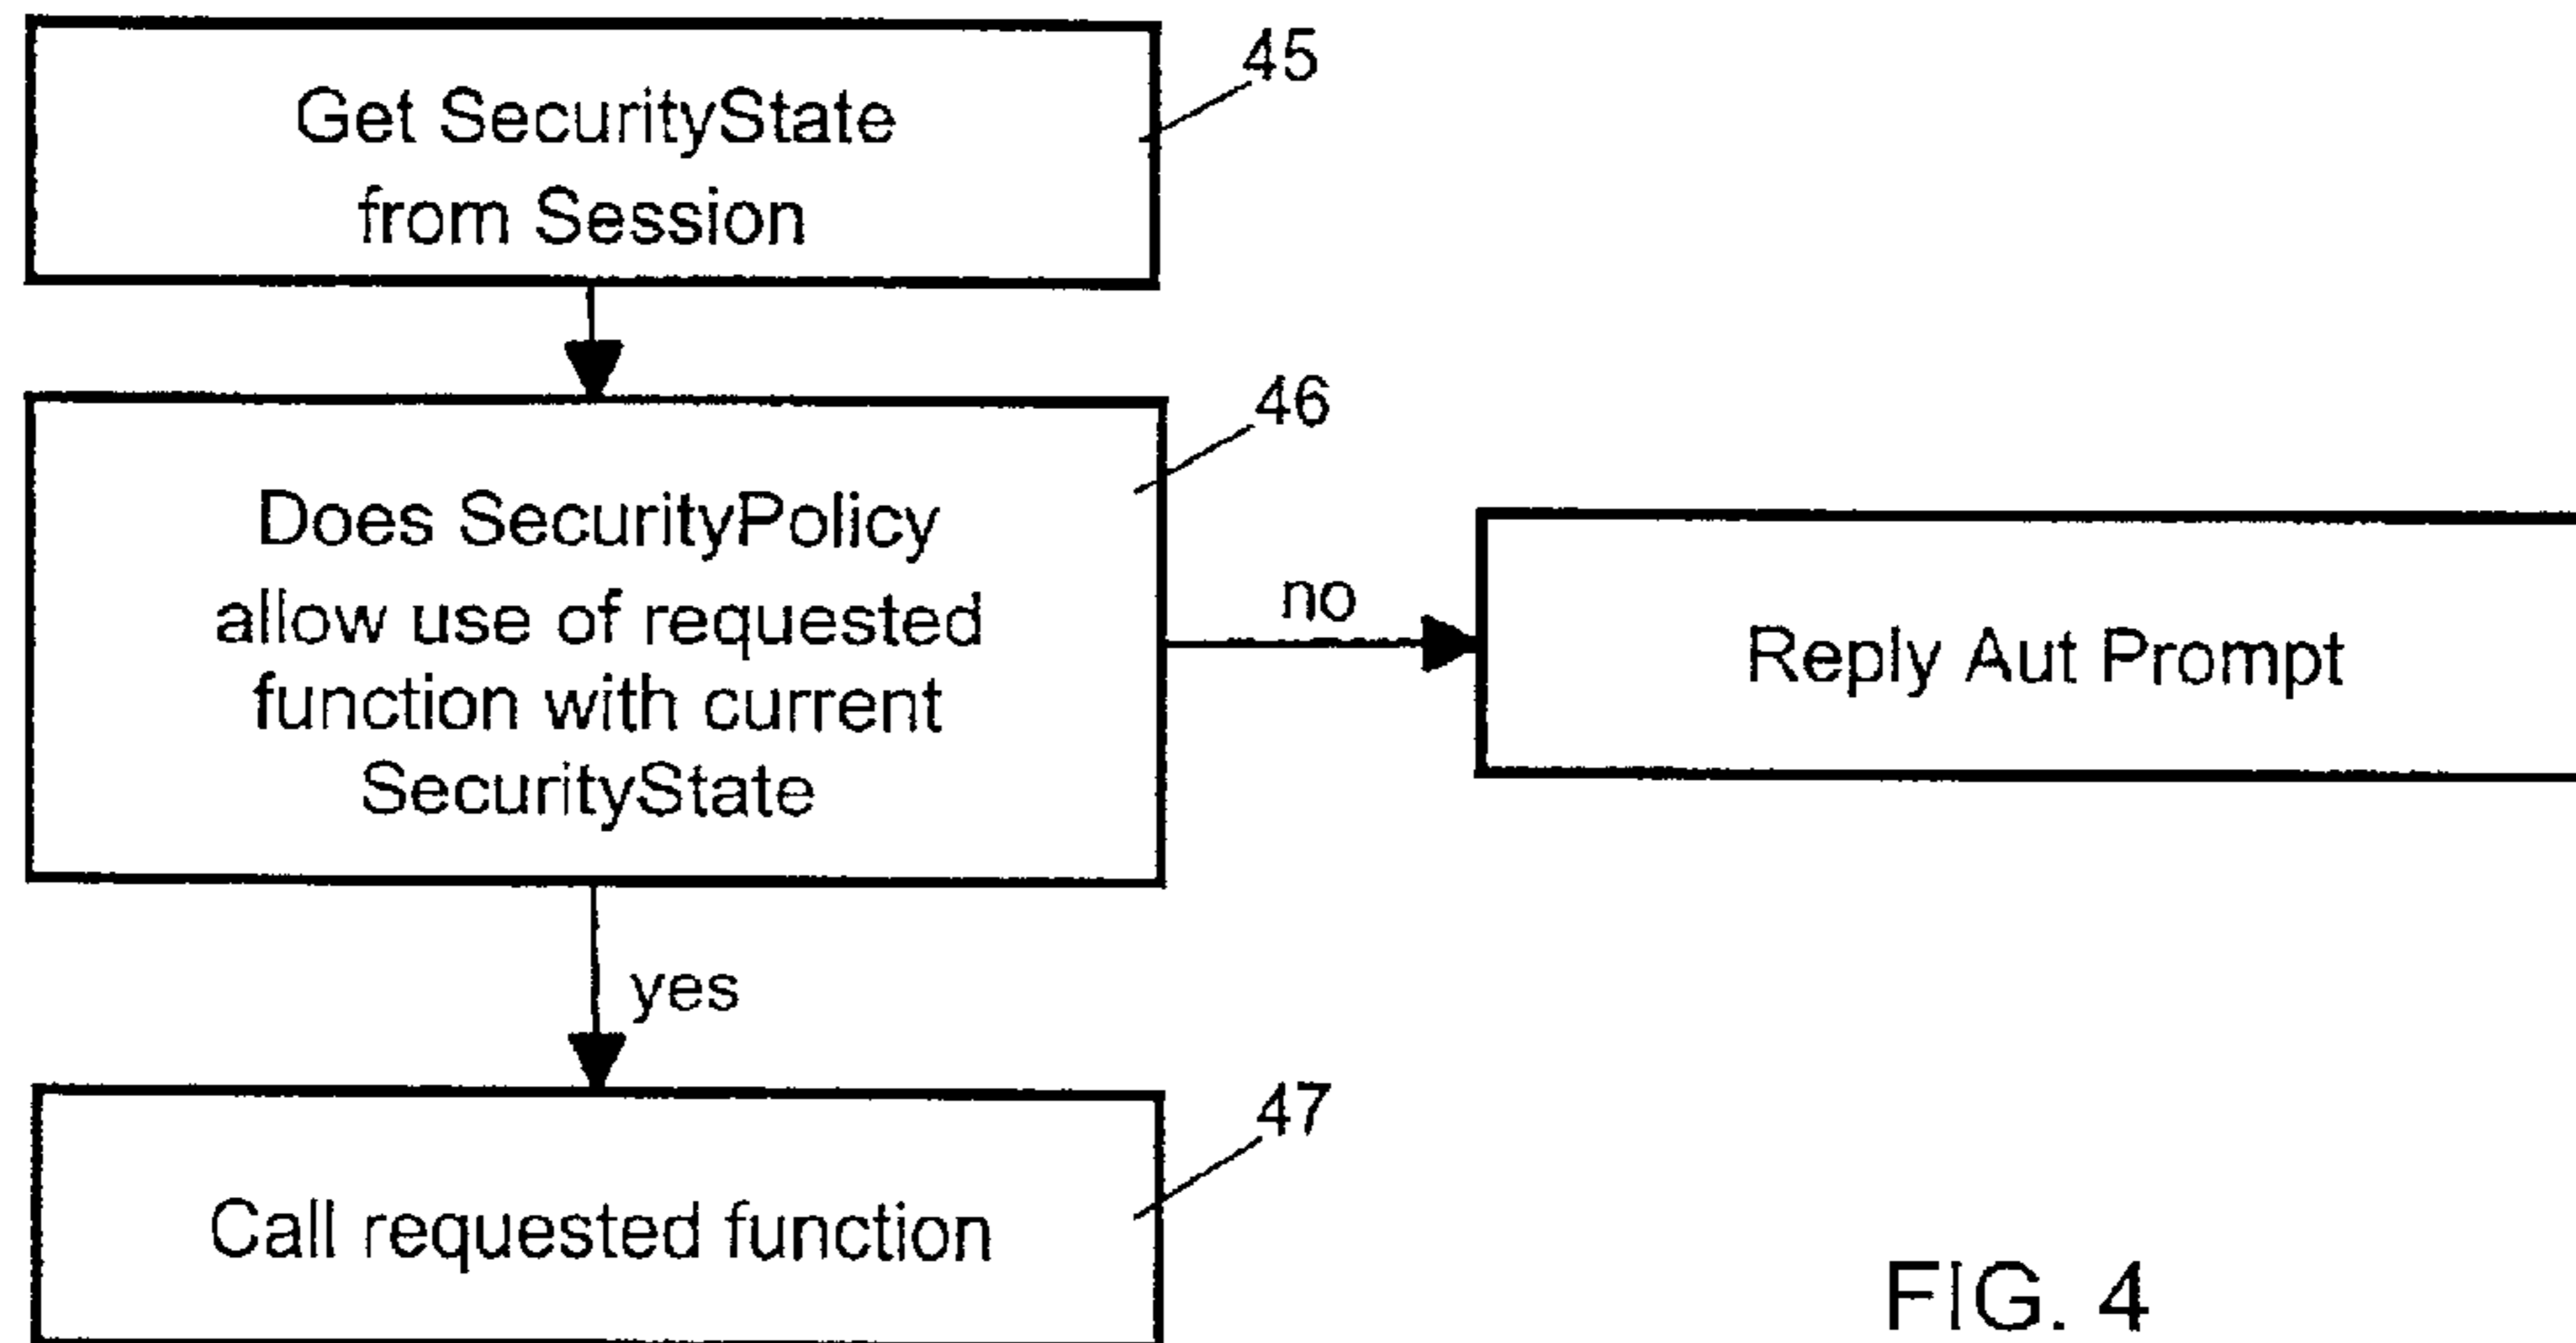 Get SecurityState
from Session
45
Does SecurityPolicy
allow use of requested
function with current
SecurityState
46
no
Reply Aut Prompt
yes
Call requested function
47
FIG. 4